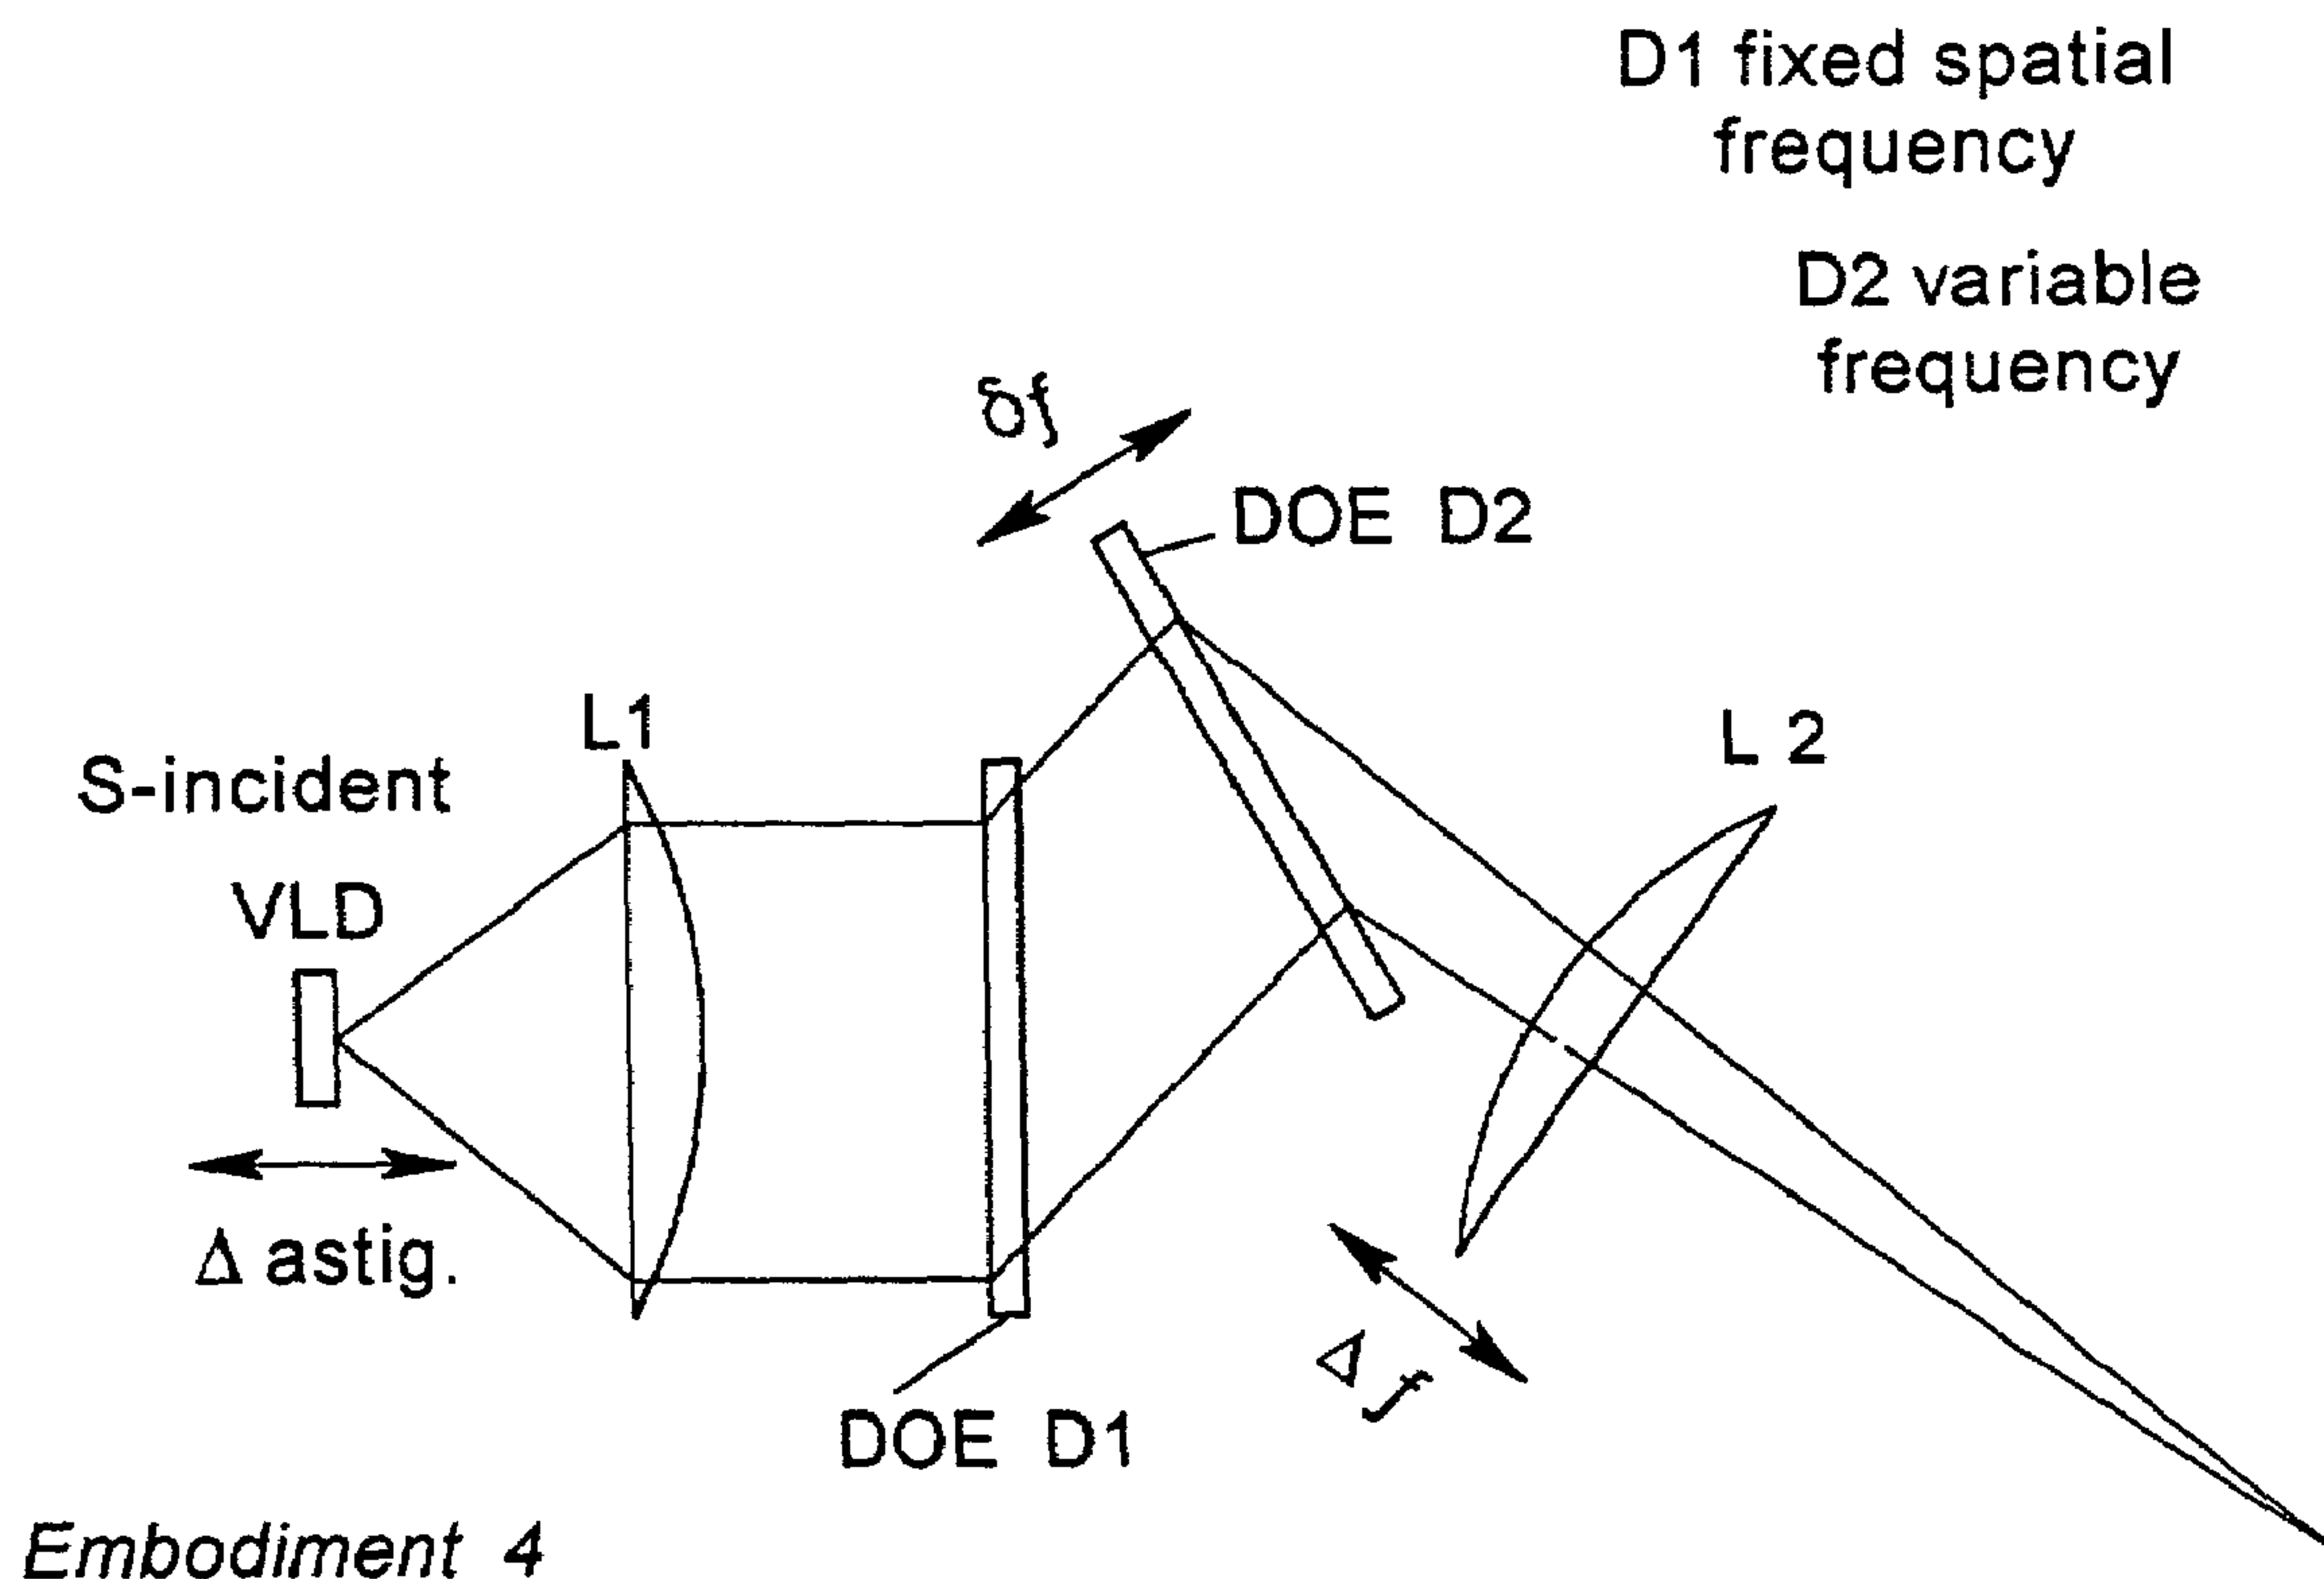 D1 fixed spatial
frequency
D2 variable
frequency
δf
DOE D2
L1
L 2
S-incident
VLD
Δ astig.
Δ f
DOE D1
Embodiment 4